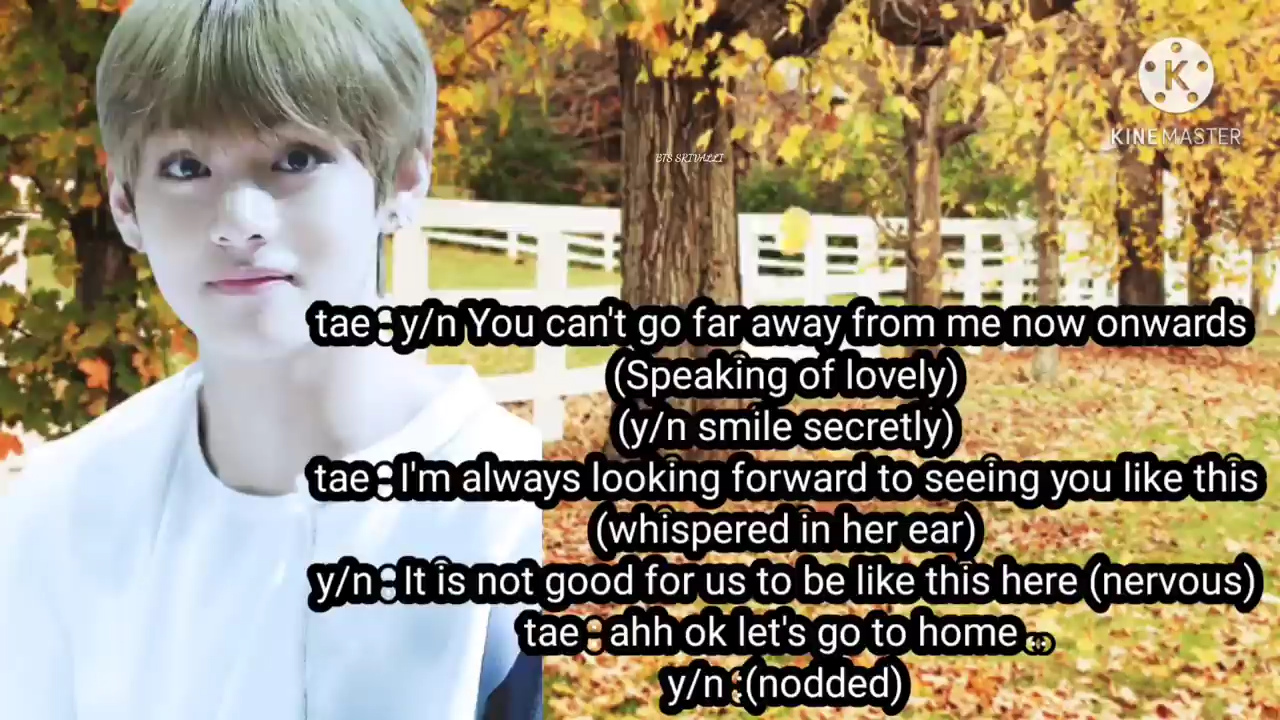 KINEMASTER
BTS SRIVALLI
tae : y/n You can't go far away from me now onwards
(Speaking of lovely)
(y/n smile secretly)
tae : I'm always looking forward to seeing you like this
(whispered in her ear)
y/n : It is not good for us to be like this here (nervous)
tae : ahh ok let's go to home ..
y/n :(nodded)